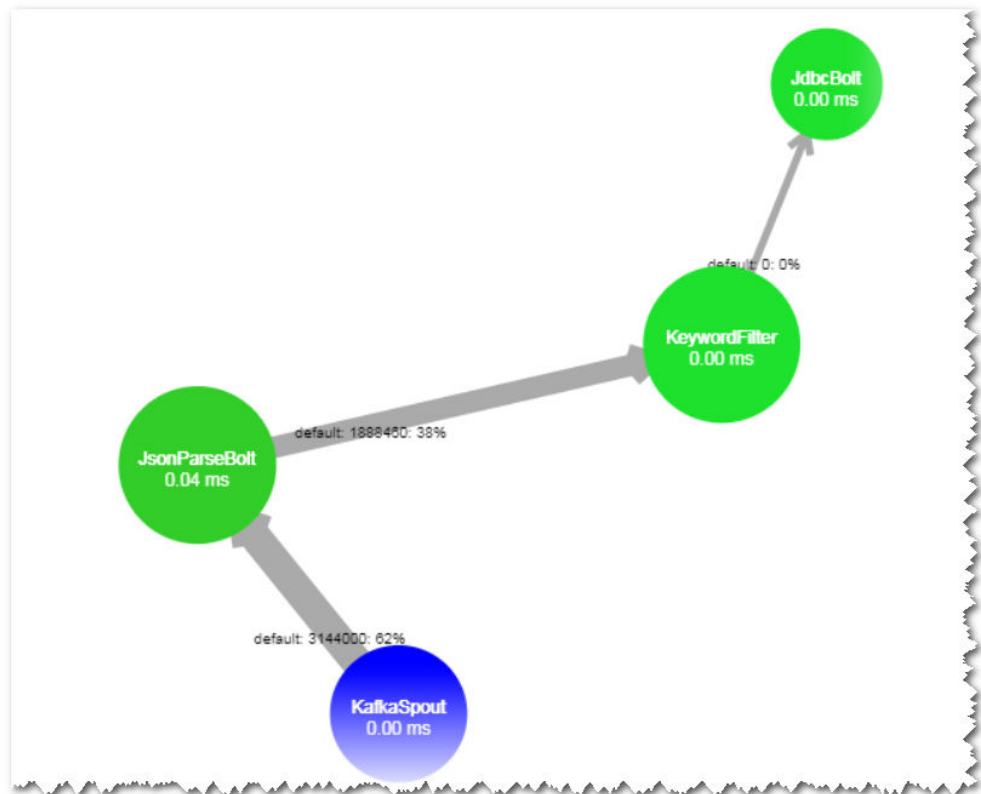 JdbcBolt
0.00 ms
default: 0: 0%
KeywordFilter
0.00 ms
default: 1888460: 38%
JsonParseBolt
0.04 ms
default: 3144000: 62%
KafkaSpout
0.00 ms